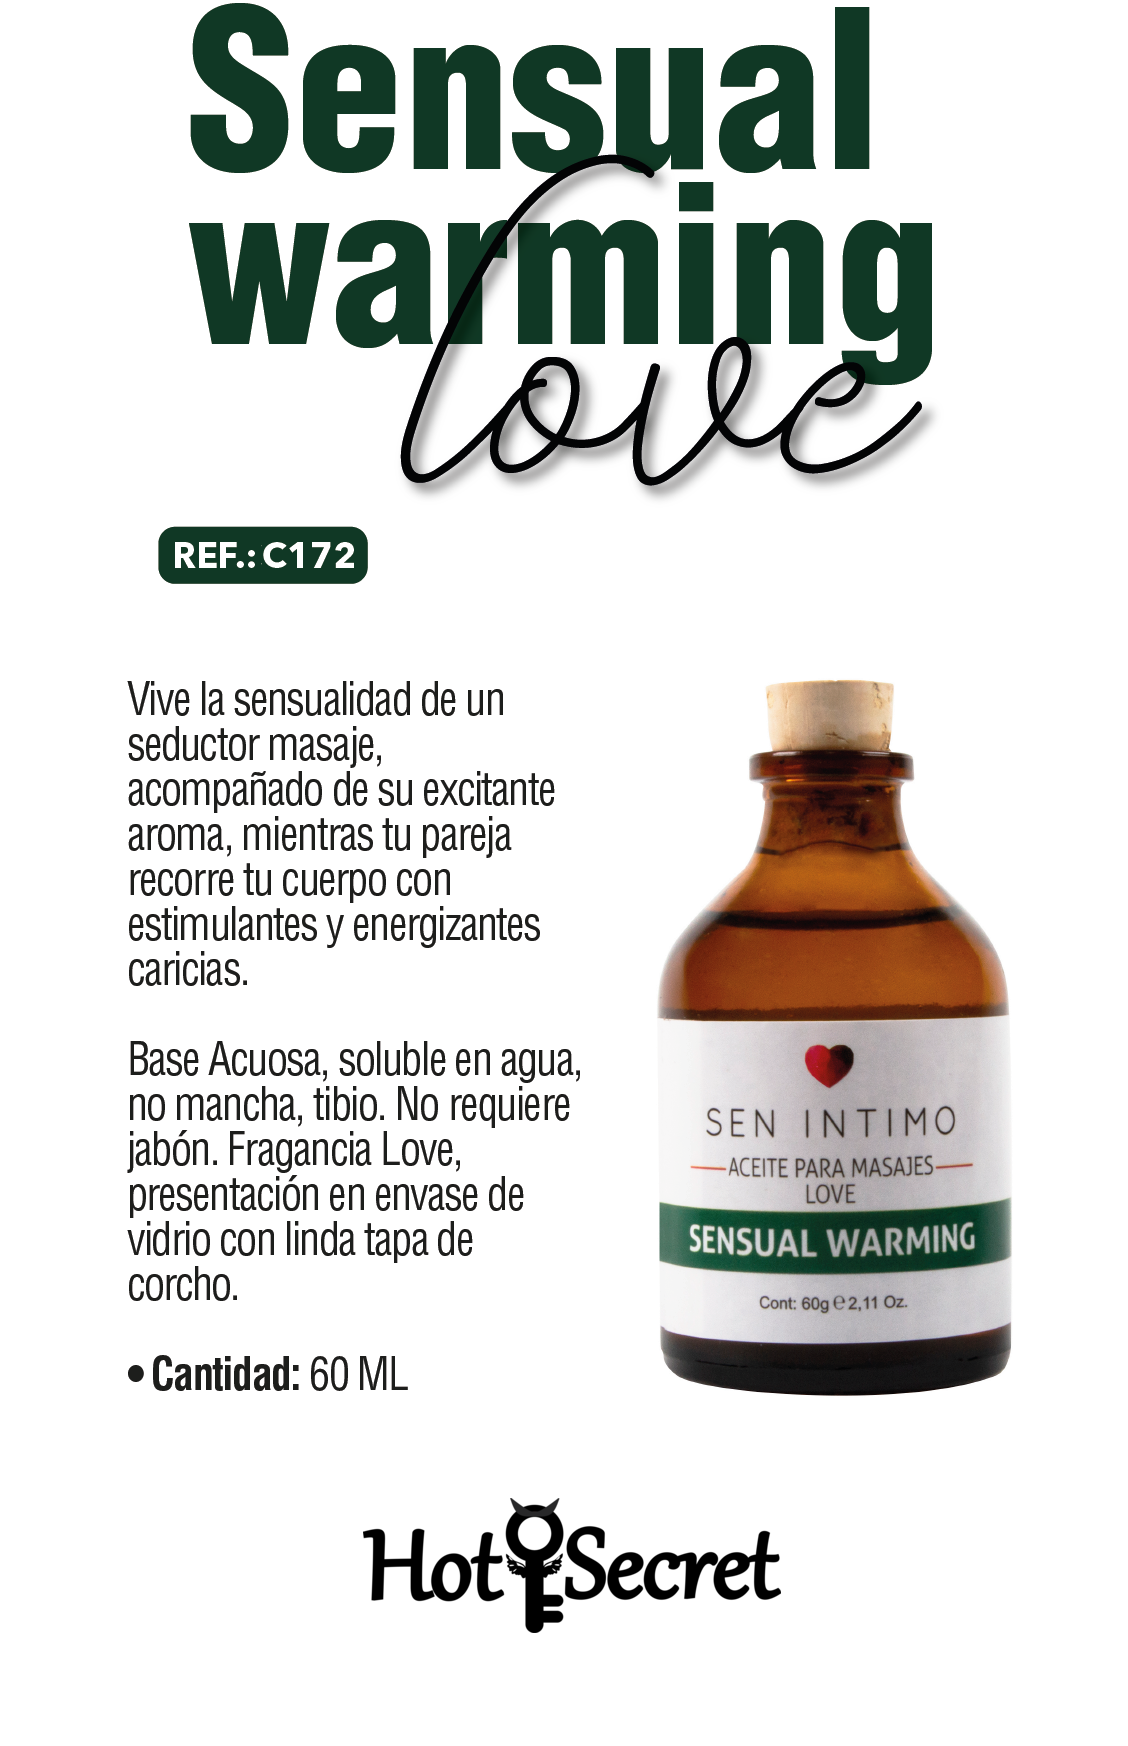 Sensual
warming
love
REF.: C172
Vive la sensualidad de un
seductor masaje,
acompañado de su excitante
aroma, mientras tu pareja
recorre tu cuerpo con
estimulantes y energizantes
caricias.
Base Acuosa, soluble en agua,
no mancha, tibio. No requiere
jabón. Fragancia Love,
presentación en envase de
vidrio con linda tapa de
corcho.
• Cantidad: 60 ML
SEN INTIMO
ACEITE PARA MASAJES
LOVE
SENSUAL WARMING
Cont: 60g ℮ 2,11 Oz.
Hot Secret